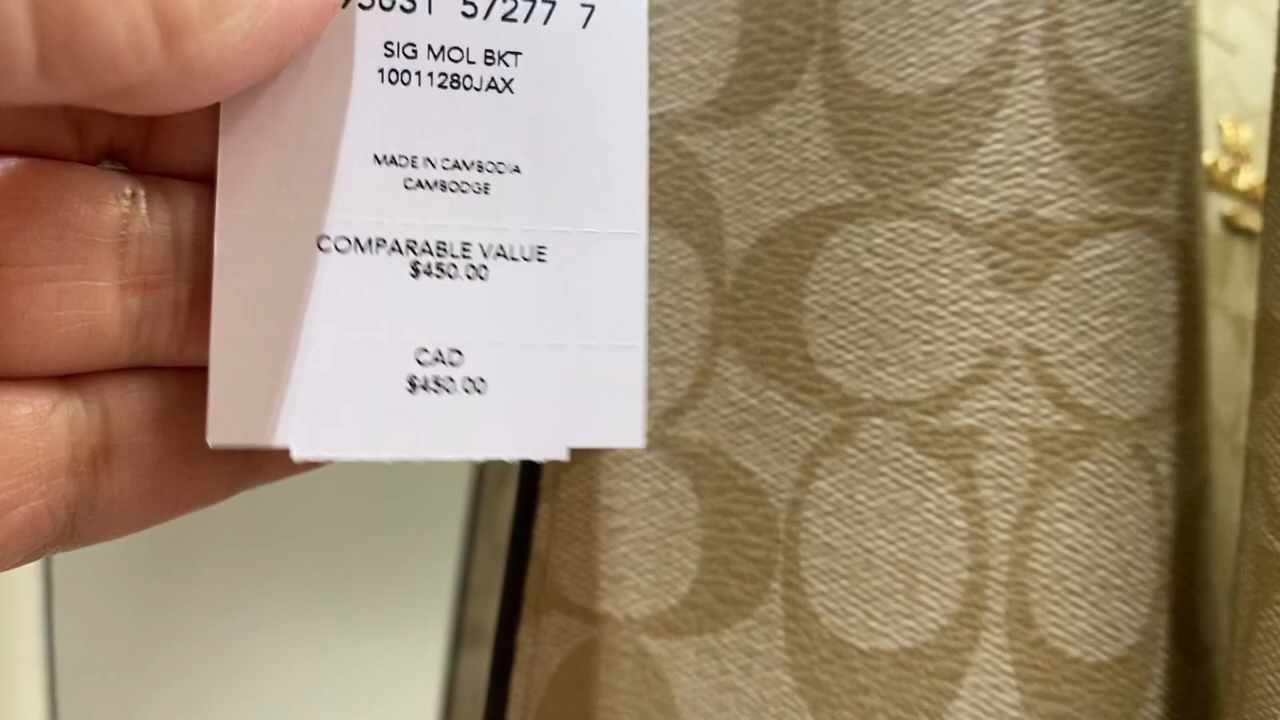 57277 7
SIG MOL BKT
10011280JAX
MADE IN CAMBODIA
CAMBODGE
COMPARABLE VALUE
$450.00
CAD
$450.00